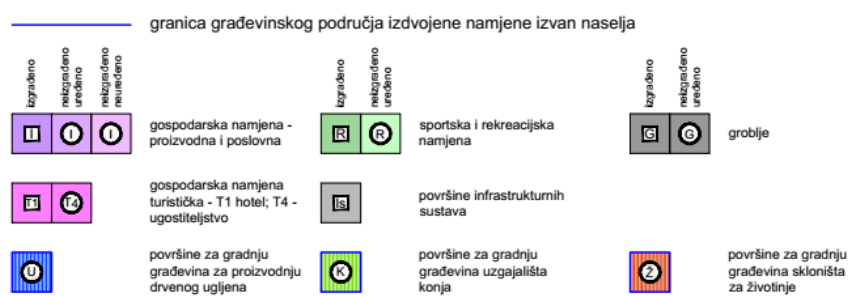 granica građevinskog područja izdvojene namjene izvan naselja
izgrađeno
neizgrađeno
uređeno
neizgrađeno
neuređeno
I I I
gospodarska namjena -
proizvodna i poslovna
izgrađeno
neizgrađeno
uređeno
R R
sportska i rekreacijska
namjena
izgrađeno
neizgrađeno
uređeno
G G
groblje
T1 T4
gospodarska namjena
turistička - T1 hotel; T4 -
ugostiteljstvo
Is
površine infrastrukturnih
sustava
U
površine za gradnju
građevina za proizvodnju
drvenog ugljena
K
površine za gradnju
građevina uzgajališta
konja
Ž
površine za gradnju
građevina skloništa
za životinje